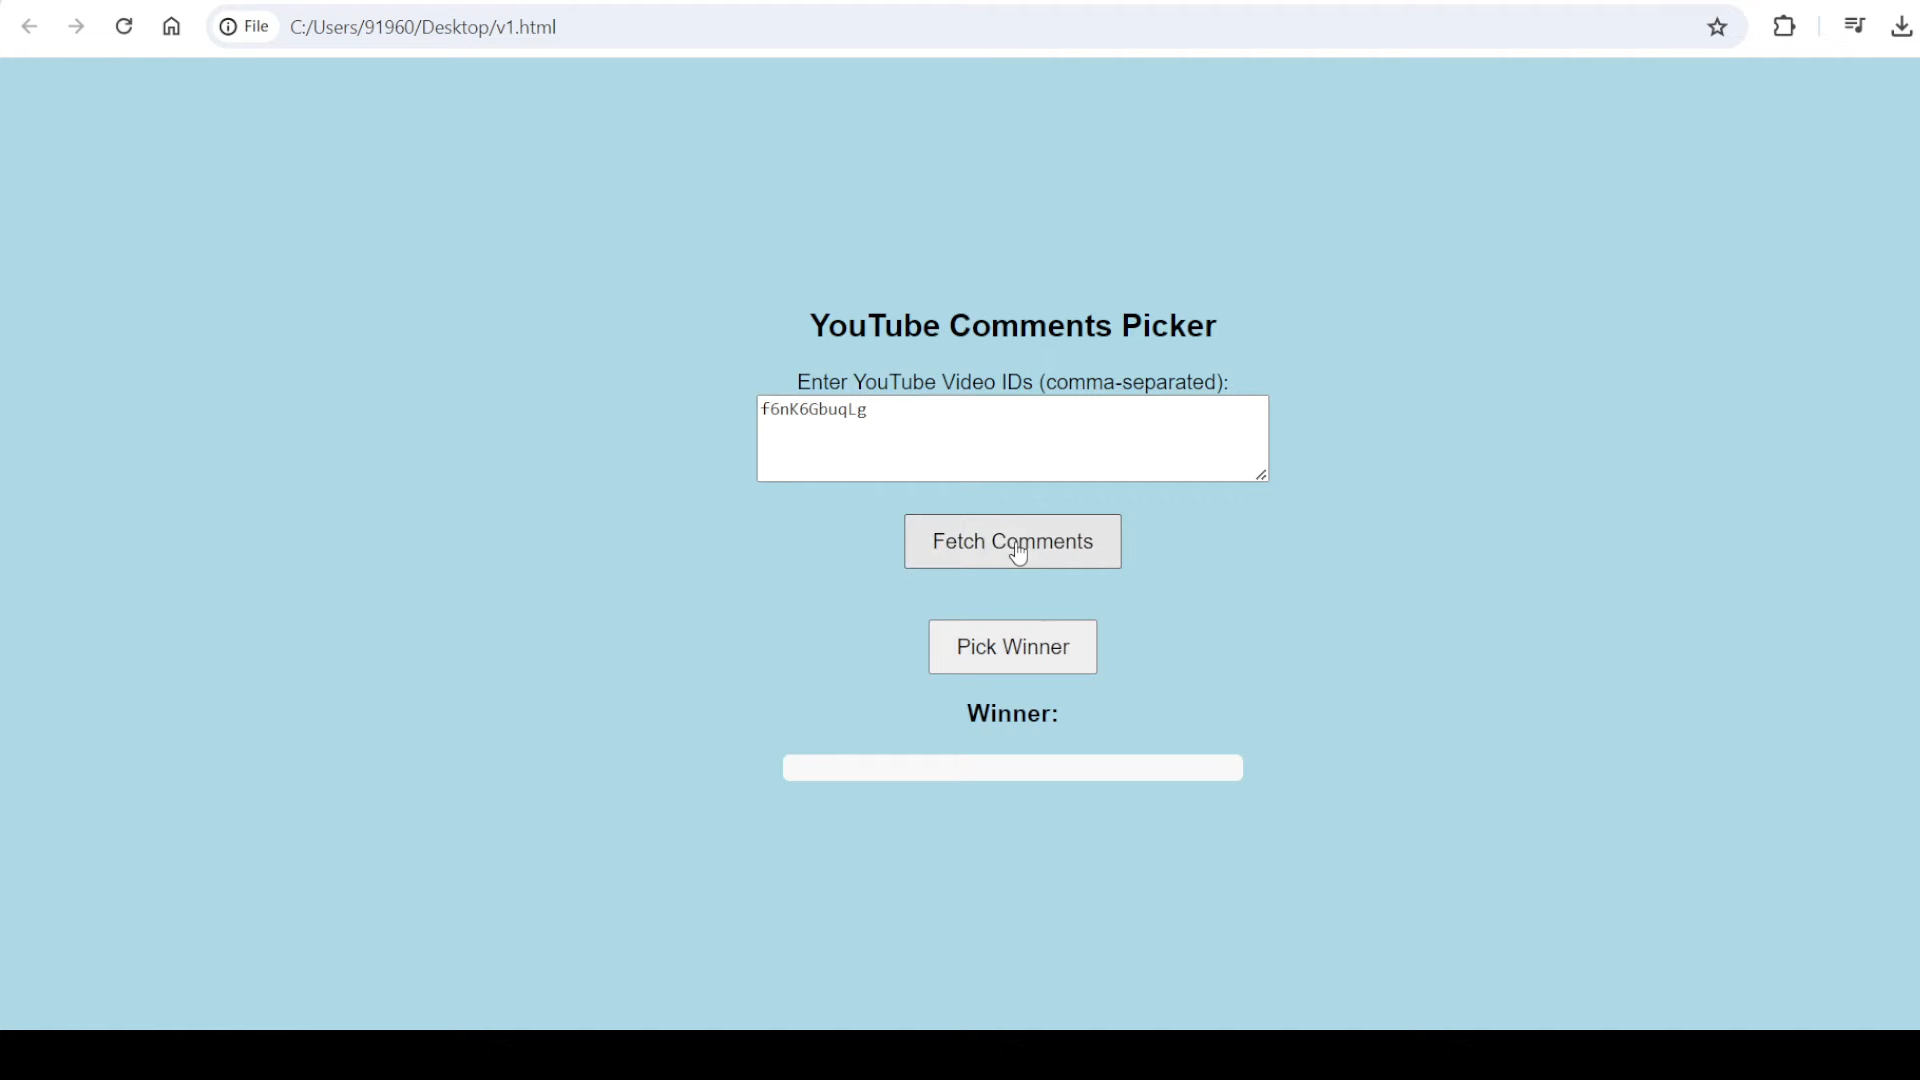 File C:/Users/91960/Desktop/v1.html
YouTube Comments Picker
Enter YouTube Video IDs (comma-separated):
f6nK6GbuqLg
Fetch Comments
Pick Winner
Winner: